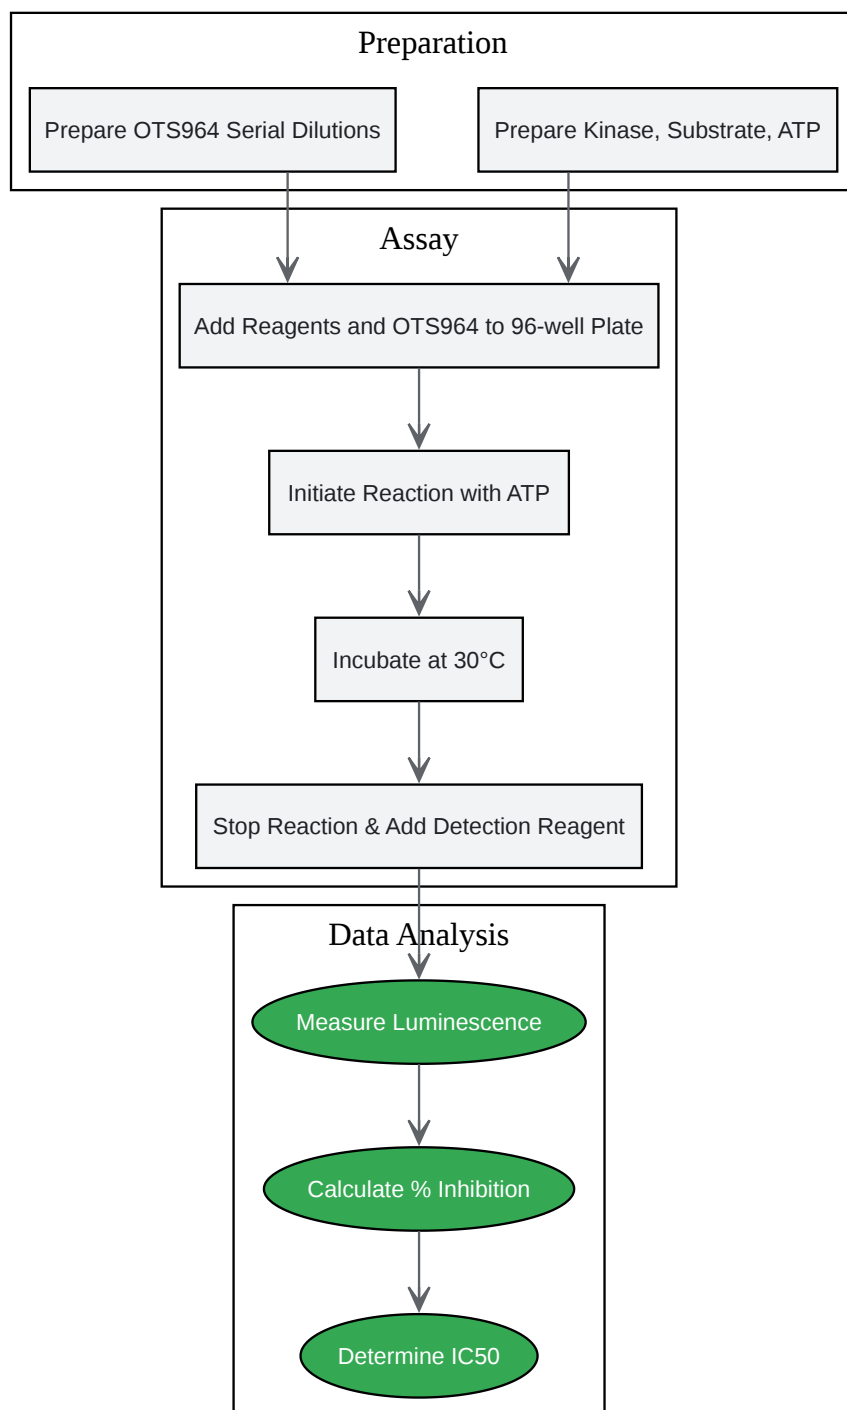 Preparation
Prepare OTS964 Serial Dilutions
Prepare Kinase, Substrate, ATP
Assay
Add Reagents and OTS964 to 96-well Plate
Initiate Reaction with ATP
Incubate at 30°C
Stop Reaction & Add Detection Reagent
Data Analysis
Measure Luminescence
Calculate % Inhibition
Determine IC50